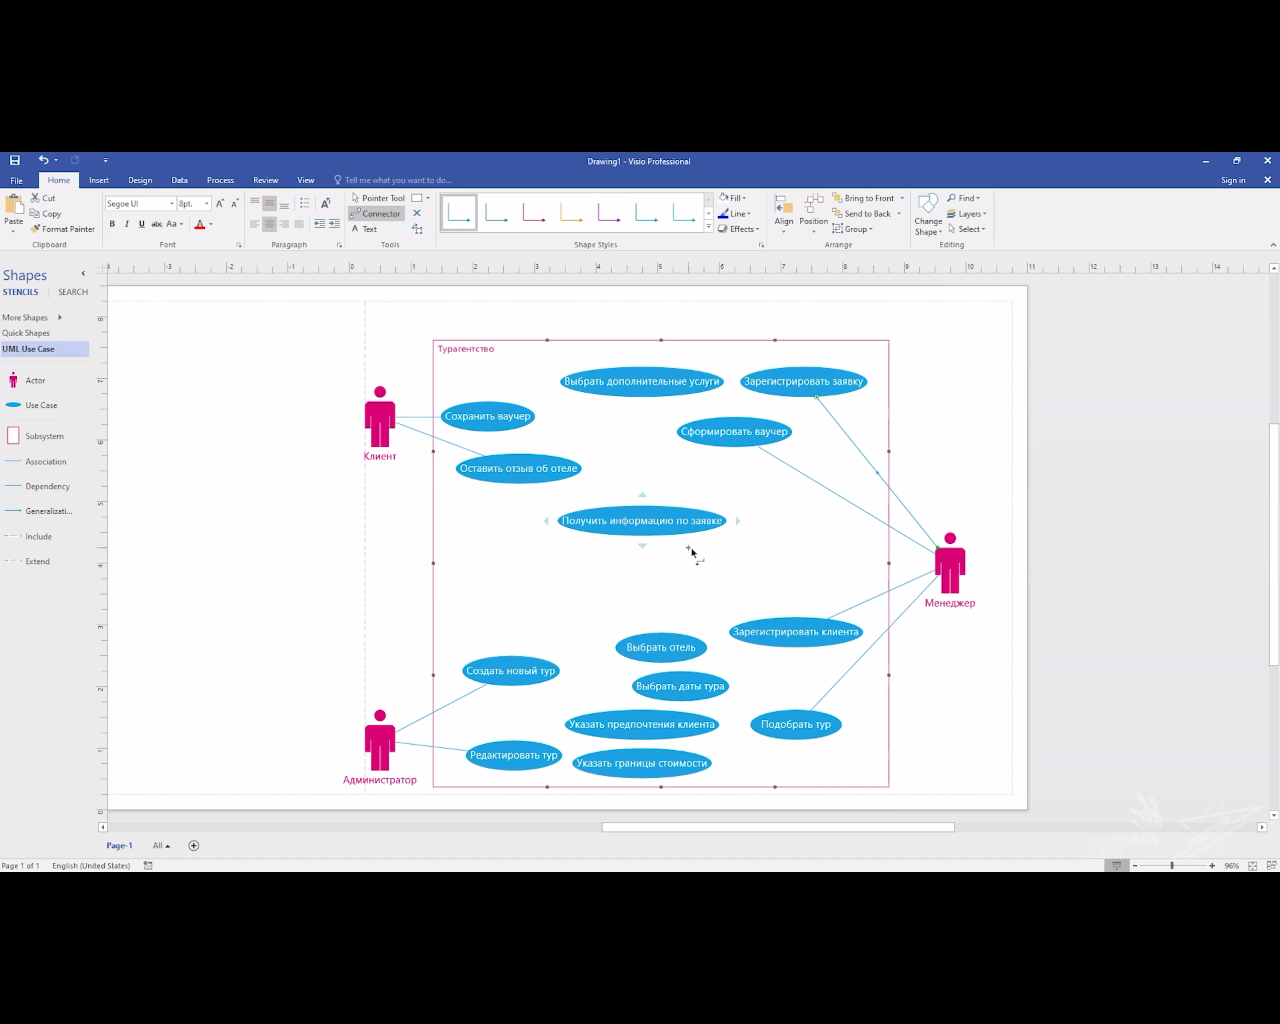 Drawing1 - Visio Professional
File Home Insert Design Data Process Review View Tell me what you want to do... Sign in
Paste Cut Copy Format Painter Clipboard
Segoe UI 8pt. Font
Paragraph
Pointer Tool Connector Text Tools
Shape Styles
Fill Line Effects
Align Position Bring to Front Send to Back Group Arrange
Change Shape Find Layers Select Editing
Shapes
STENCILS SEARCH
More Shapes
Quick Shapes
UML Use Case
Actor
Use Case
Subsystem
Association
Dependency
Generalizati...
Include
Extend
Турагентство
Выбрать дополнительные услуги
Зарегистрировать заявку
Сохранить ваучер
Сформировать ваучер
Клиент
Оставить отзыв об отеле
Получить информацию по заявке
Менеджер
Зарегистрировать клиента
Выбрать отель
Создать новый тур
Выбрать даты тура
Указать предпочтения клиента
Подобрать тур
Редактировать тур
Указать границы стоимости
Администратор
Page-1 All
Page 1 of 1 English (United States) 96%